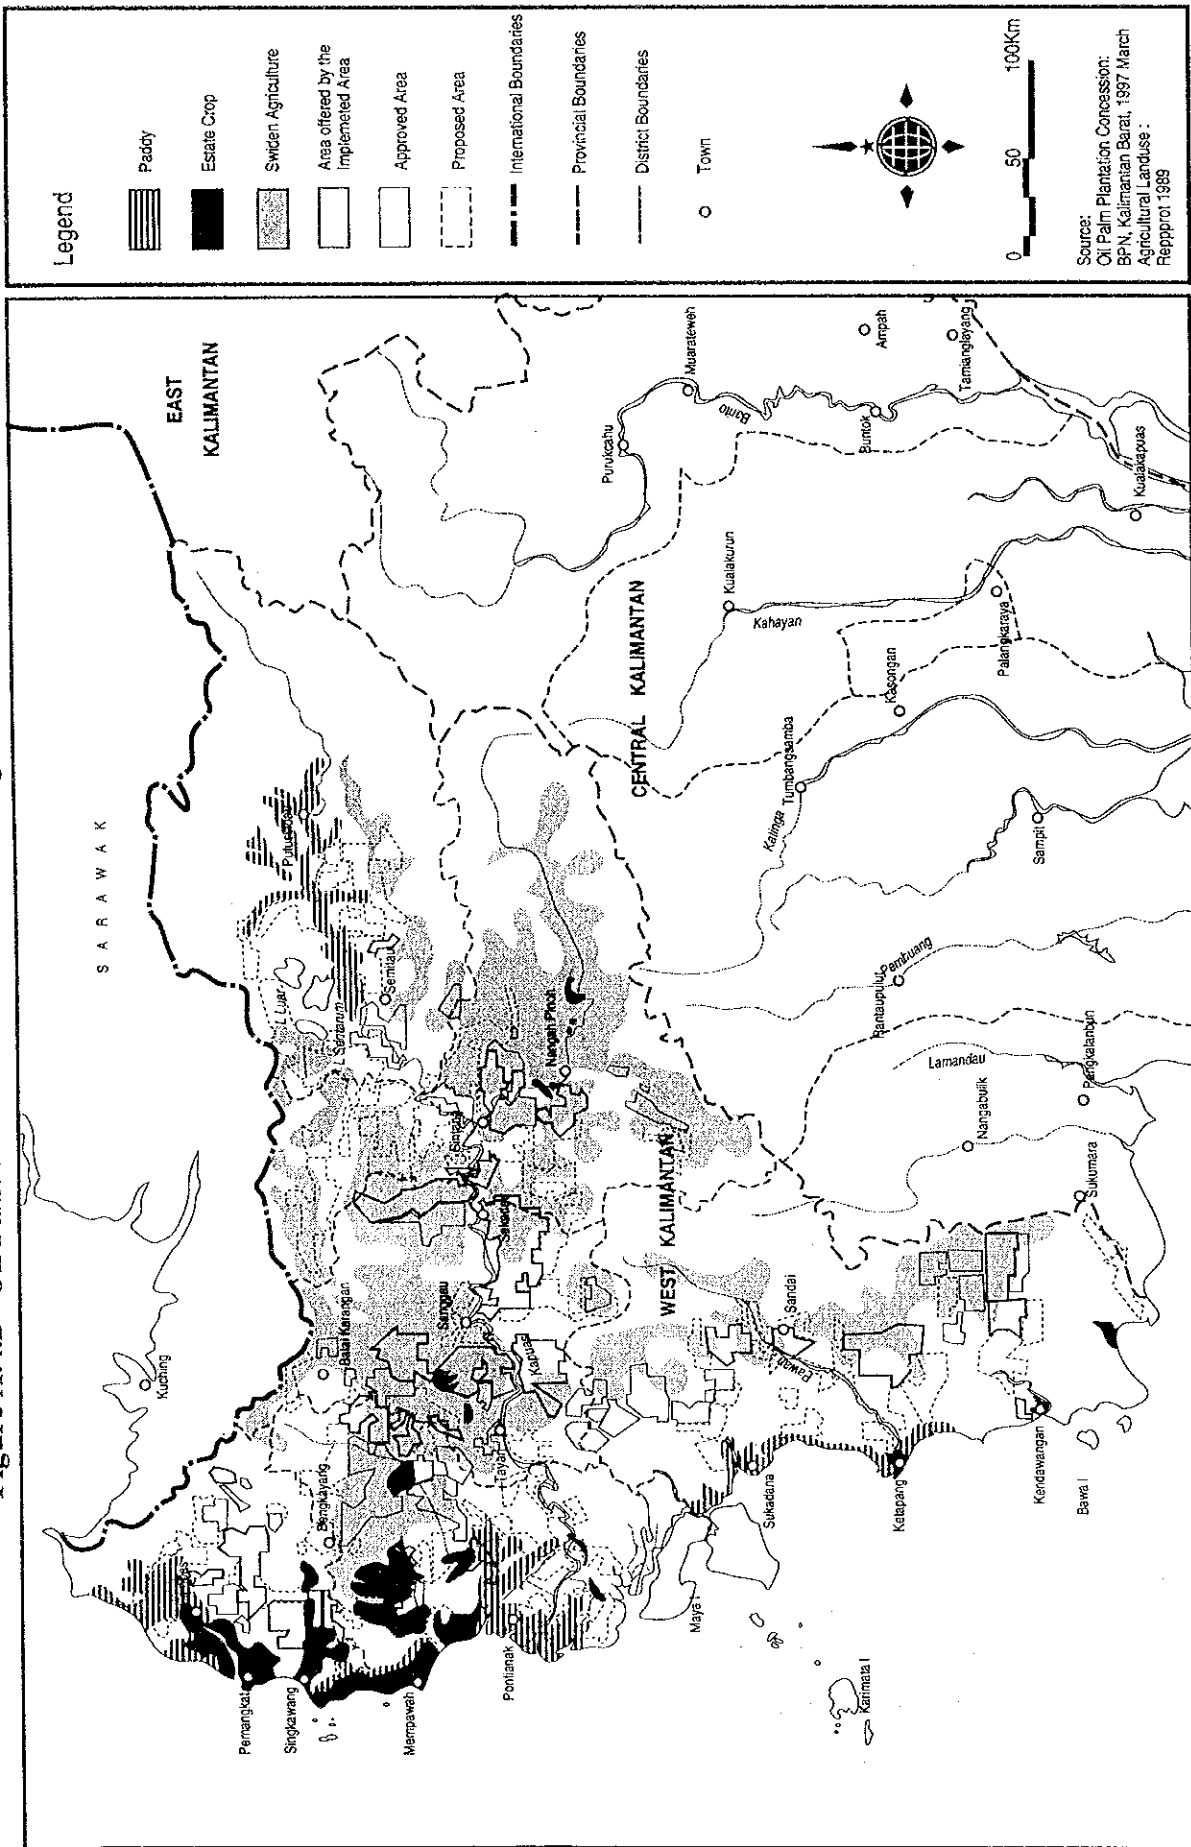 Legend
Paddy
Estate Crop
Swiden Agriculture
Area offered by the
Implemeted Area
Approved Area
Proposed Area
International Boundaries
Provincial Boundaries
District Boundaries
Town
0 50 100Km
Source:
Oil Palm Plantation Concession:
BPN, Kalimantan Barat, 1997 March
Agricultural Landuse :
Reppprot 1989
SARAWAK
EAST
KALIMANTAN
Kuching
L Luar
L Sentarum
Semitau
Balai Karangan
Bengkayang
Pemangkat
Singkawang
Mempawah
Pontianak
Tayan
Kapuas
Sanggau
Sekadau
Sintang
Nangah Pinoh
WEST KALIMANTAN
CENTRAL KALIMANTAN
Purukcahu
Muarateweh
Barito
Buntok
Ampah
Tamianglayang
Kualakapuas
Kualakurun
Kahayan
Palangkaraya
Kasongan
Tumbangsamba
Katinga
Sampit
Pembuang
Rantaupulu
Lamandau
Pangkalanbun
Nangabulik
Sukumara
Sandai
Pawan
Sukadana
Ketapang
Kendawangan
Bawa I
Maya I
Karimata I